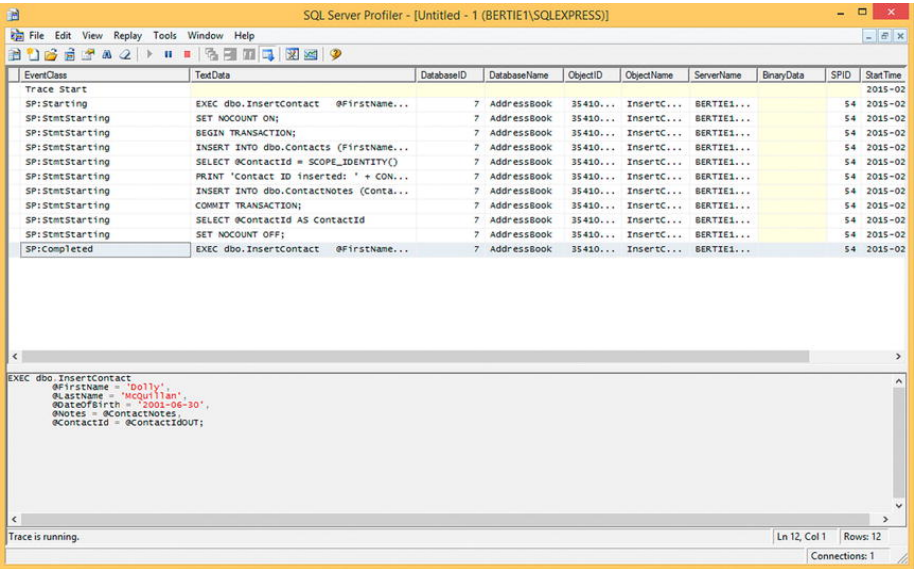 SQL Server Profiler - [Untitled - 1 (BERTIE1\SQLEXPRESS)]
File Edit View Replay Tools Window Help
EventClass TextData DatabaseID DatabaseName ObjectID ObjectName ServerName BinaryData SPID StartTime
Trace Start 2015-02
SP:Starting EXEC dbo.InsertContact @FirstName... 7 AddressBook 35410... InsertC... BERTIE1... 54 2015-02
SP:StmtStarting SET NOCOUNT ON; 7 AddressBook 35410... InsertC... BERTIE1... 54 2015-02
SP:StmtStarting BEGIN TRANSACTION; 7 AddressBook 35410... InsertC... BERTIE1... 54 2015-02
SP:StmtStarting INSERT INTO dbo.Contacts (FirstName... 7 AddressBook 35410... InsertC... BERTIE1... 54 2015-02
SP:StmtStarting SELECT @ContactId = SCOPE_IDENTITY() 7 AddressBook 35410... InsertC... BERTIE1... 54 2015-02
SP:StmtStarting PRINT 'Contact ID inserted: ' + CON... 7 AddressBook 35410... InsertC... BERTIE1... 54 2015-02
SP:StmtStarting INSERT INTO dbo.ContactNotes (Conta... 7 AddressBook 35410... InsertC... BERTIE1... 54 2015-02
SP:StmtStarting COMMIT TRANSACTION; 7 AddressBook 35410... InsertC... BERTIE1... 54 2015-02
SP:StmtStarting SELECT @ContactId AS ContactId 7 AddressBook 35410... InsertC... BERTIE1... 54 2015-02
SP:StmtStarting SET NOCOUNT OFF; 7 AddressBook 35410... InsertC... BERTIE1... 54 2015-02
SP:Completed EXEC dbo.InsertContact @FirstName... 7 AddressBook 35410... InsertC... BERTIE1... 54 2015-02
EXEC dbo.InsertContact
@FirstName = 'Dolly',
@LastName = 'McQuillan',
@DateOfBirth = '2001-06-30',
@Notes = @ContactNotes,
@ContactId = @ContactIdOUT;
Trace is running. Ln 12, Col 1 Rows: 12
Connections: 1